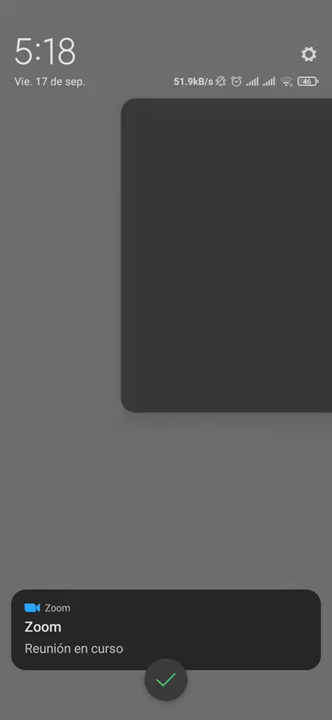 5:18
Vie. 17 de sep.
51.9kB/s
46
Zoom
Zoom
Reunión en curso